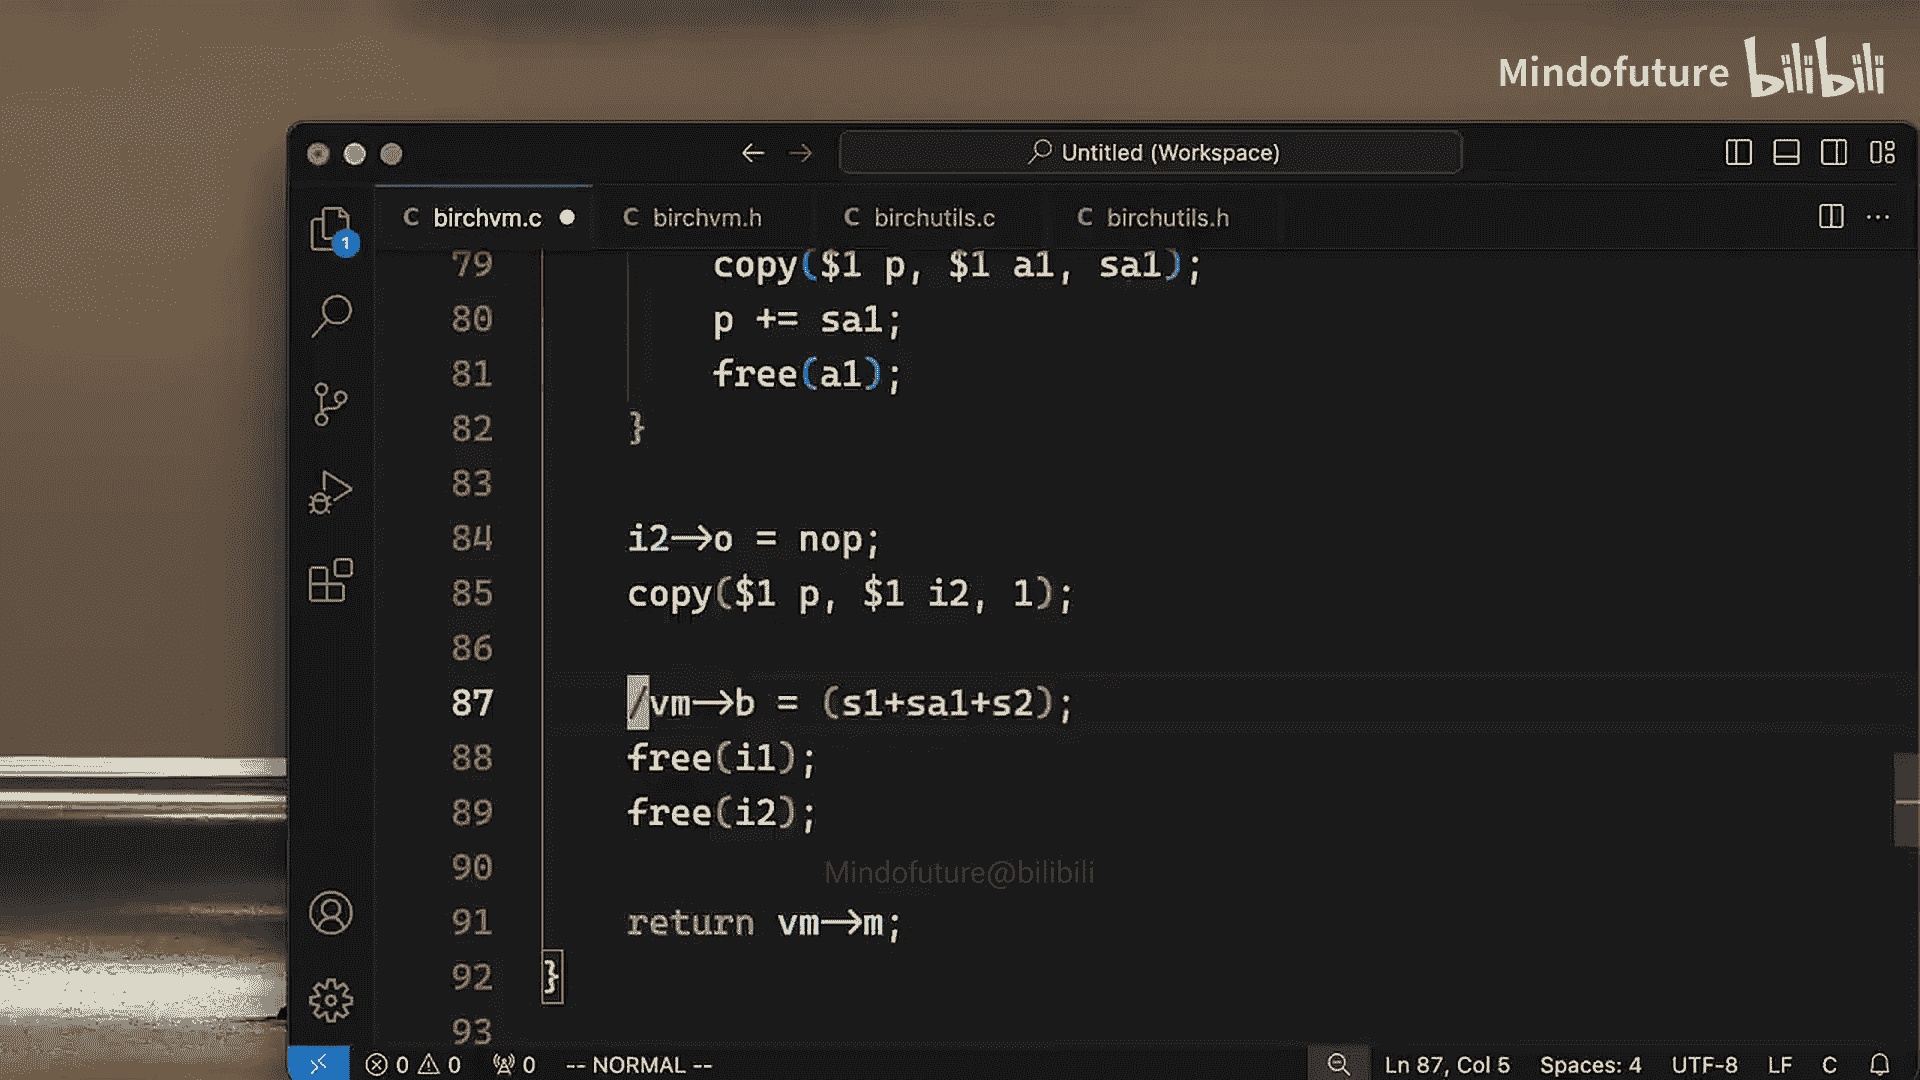 Mindofuture bilibili
Untitled (Workspace)
C birchvm.c C birchvm.h C birchutils.c C birchutils.h
1
79 copy($1 p, $1 a1, sa1);
80 p += sa1;
81 free(a1);
82 }
83
84 i2->o = nop;
85 copy($1 p, $1 i2, 1);
86
87 /vm->b = (s1+sa1+s2);
88 free(i1);
89 free(i2);
90
Mindofuture@bilibili
91 return vm->m;
92 }
93
0 0 0 -- NORMAL -- Ln 87, Col 5 Spaces: 4 UTF-8 LF C